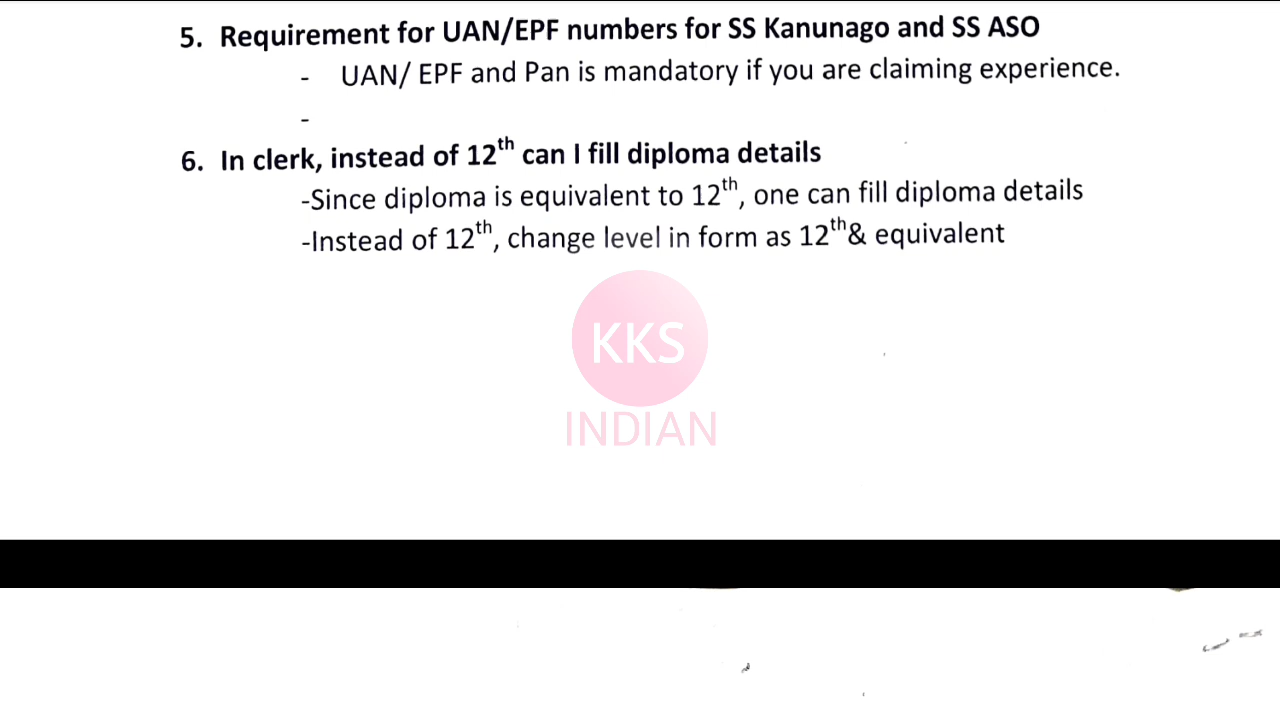 5. Requirement for UAN/EPF numbers for SS Kanunago and SS ASO
- UAN/ EPF and Pan is mandatory if you are claiming experience.
-
6. In clerk, instead of 12th can I fill diploma details
-Since diploma is equivalent to 12th, one can fill diploma details
-Instead of 12th, change level in form as 12th& equivalent
KKS
INDIAN